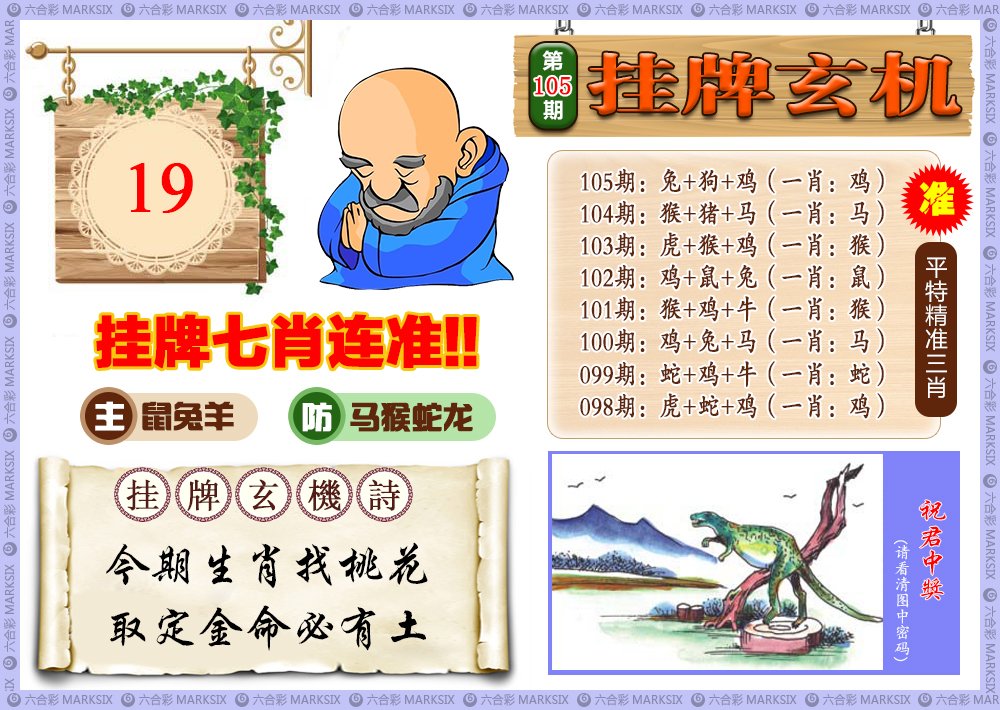 六合彩 MARKSIX
19
第105期
挂牌玄机
105期：兔+狗+鸡（一肖：鸡）
104期：猴+猪+马（一肖：马）
103期：虎+猴+鸡（一肖：猴）
102期：鸡+鼠+兔（一肖：鼠）
101期：猴+鸡+牛（一肖：猴）
100期：鸡+兔+马（一肖：马）
099期：蛇+鸡+牛（一肖：蛇）
098期：虎+蛇+鸡（一肖：鸡）
准
平特精准三肖
挂牌七肖连准!!
主 鼠兔羊
防 马猴蛇龙
挂牌玄機詩
今期生肖找桃花
取定金命必有土
祝君中奖
（请看清图中密码）